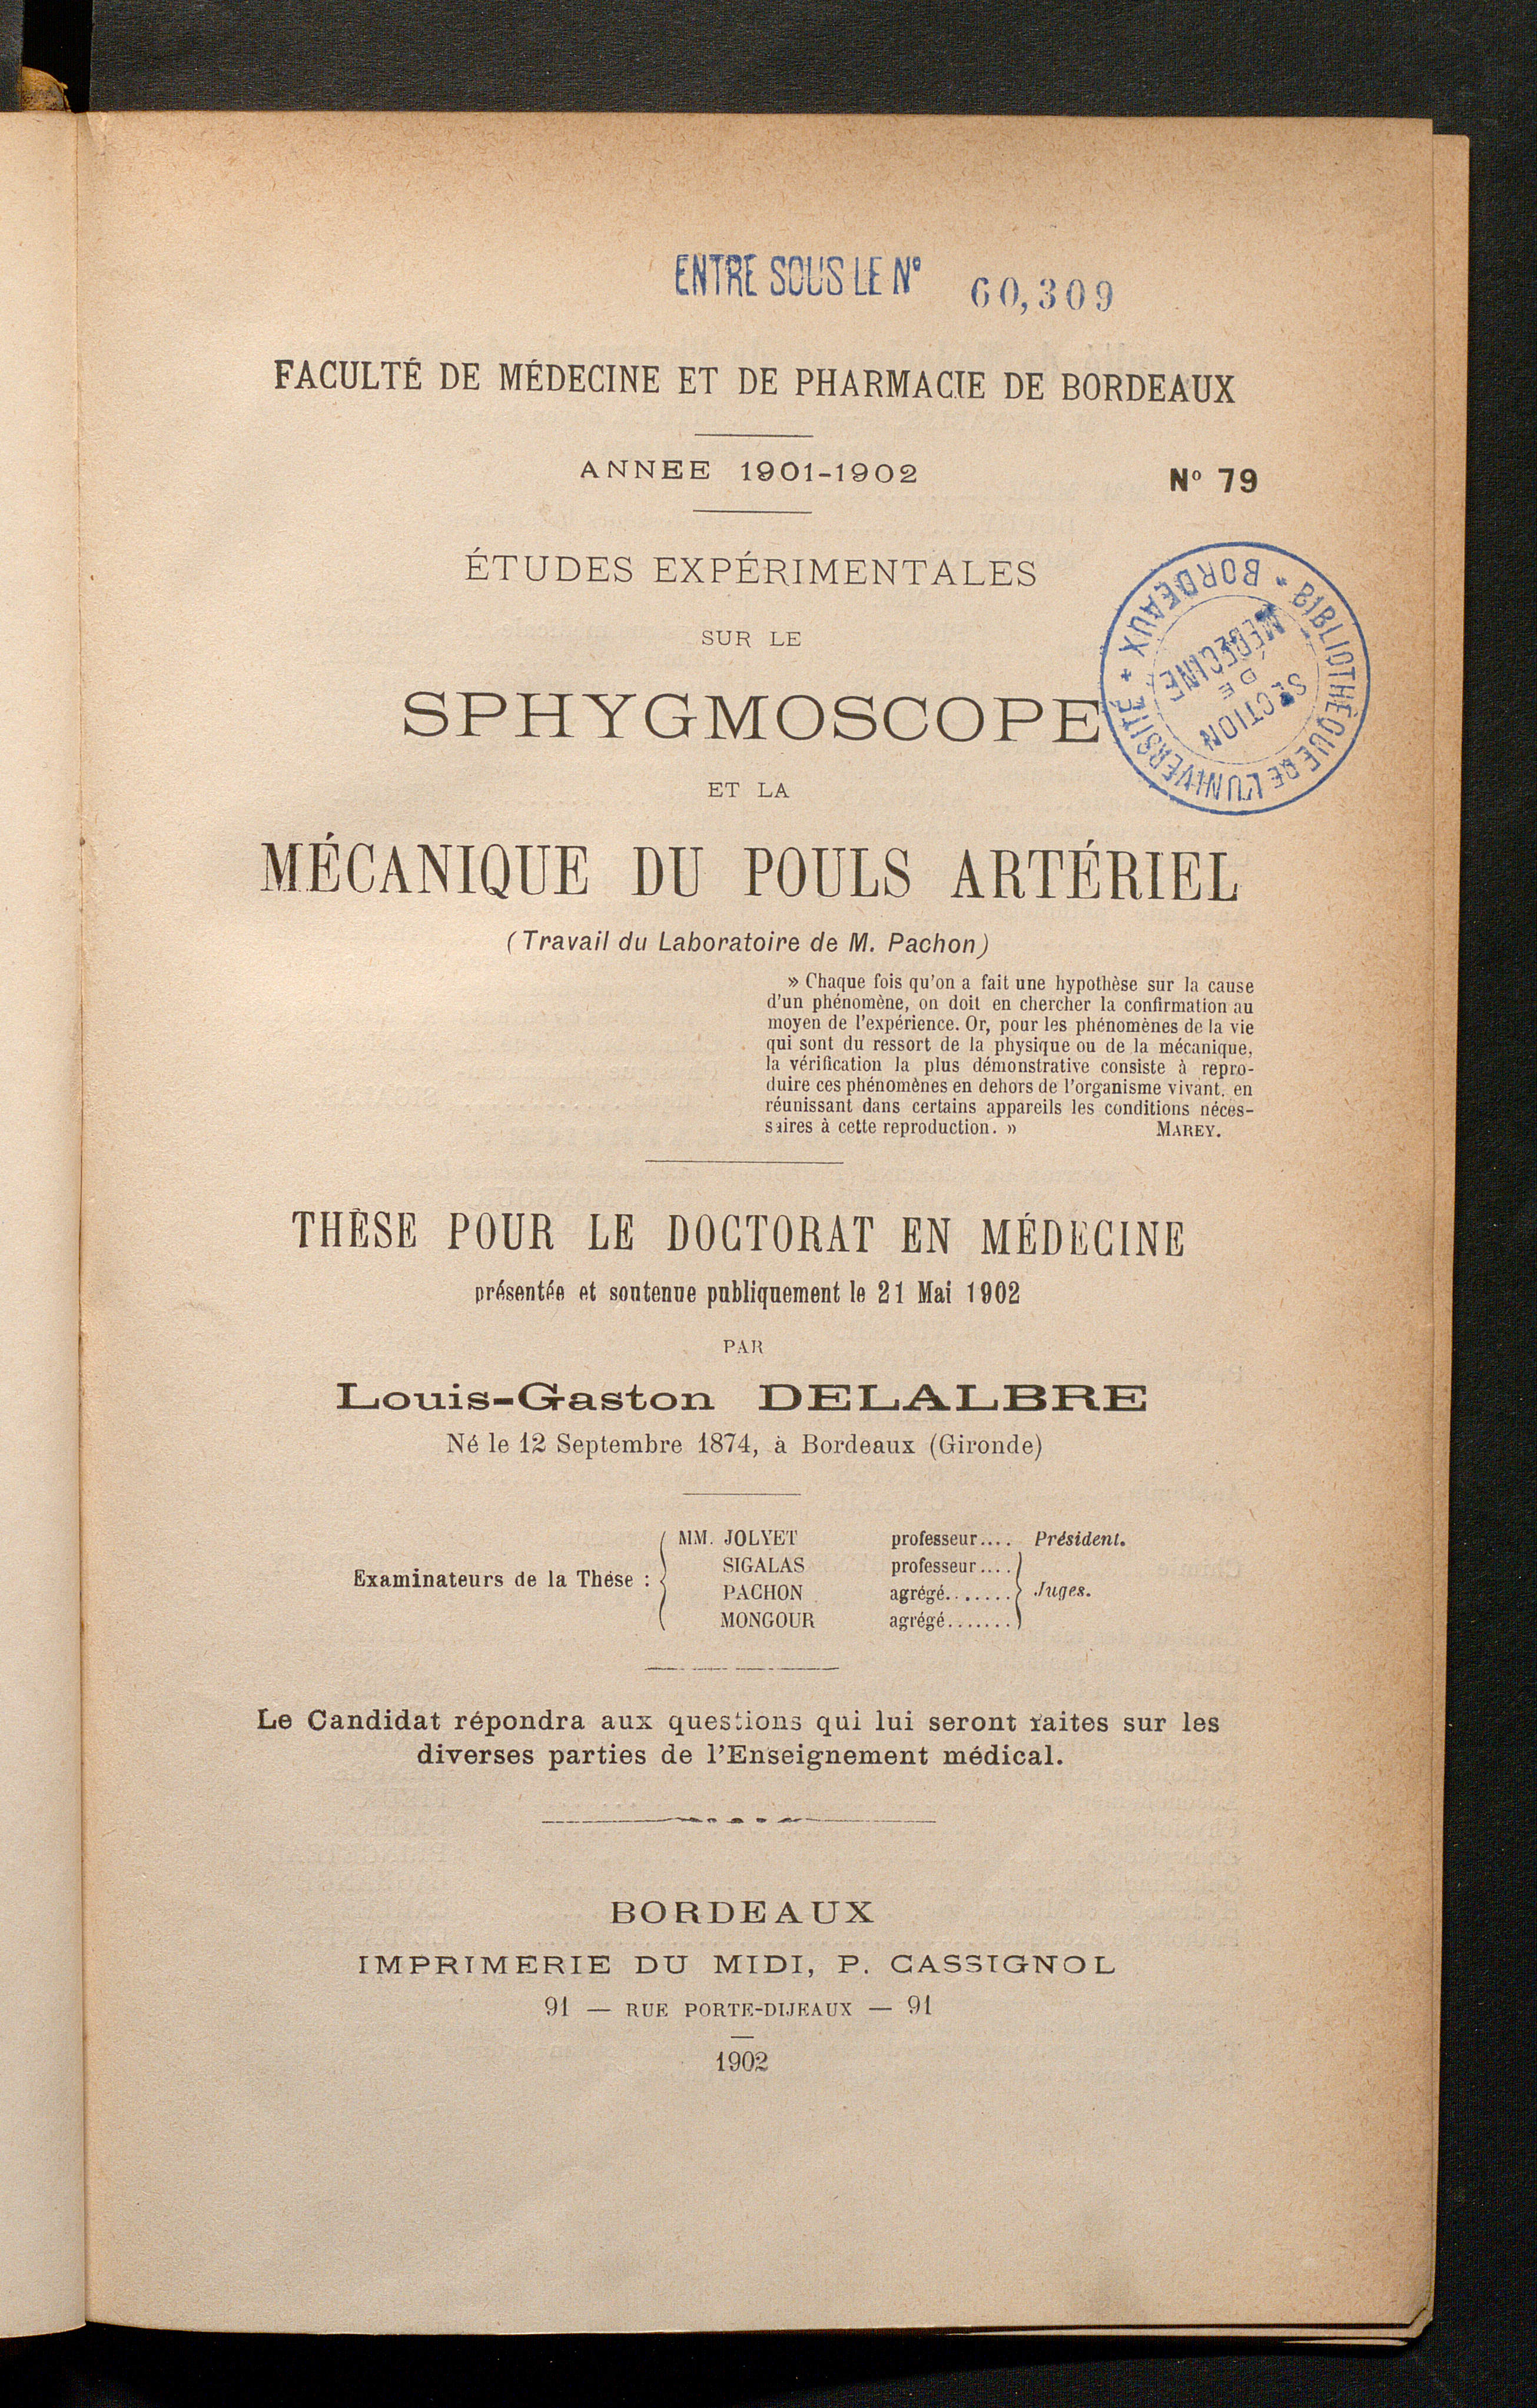 ENTRE SOUS LE Nº 60,309
FACULTÉ DE MÉDECINE ET DE PHARMACIE DE BORDEAUX
ANNEE 1901-1902
Nº 79
ÉTUDES EXPÉRIMENTALES
SUR LE
SPHYGMOSCOPE
BIBLIOTHÈQUE DE L'UNIVERSITÉ * BORDEAUX *
SECTION
DE
MÉDECINE
ET LA
MÉCANIQUE DU POULS ARTÉRIEL
(Travail du Laboratoire de M. Pachon)
» Chaque fois qu'on a fait une hypothèse sur la cause
d'un phénomène, on doit en chercher la confirmation au
moyen de l'expérience. Or, pour les phénomènes de la vie
qui sont du ressort de la physique ou de la mécanique,
la vérification la plus démonstrative consiste à repro-
duire ces phénomènes en dehors de l'organisme vivant, en
réunissant dans certains appareils les conditions néces-
saires à cette reproduction. » MAREY.
THÈSE POUR LE DOCTORAT EN MÉDECINE
présentée et soutenue publiquement le 21 Mai 1902
PAR
Louis-Gaston DELALBRE
Né le 12 Septembre 1874, à Bordeaux (Gironde)
Examinateurs de la Thèse :
MM. JOLYET professeur.... Président.
SIGALAS professeur....
PACHON agrégé.......
MONGOUR agrégé.......
Juges.
Le Candidat répondra aux questions qui lui seront faites sur les
diverses parties de l'Enseignement médical.
BORDEAUX
IMPRIMERIE DU MIDI, P. CASSIGNOL
91 — RUE PORTE-DIJEAUX — 91
1902